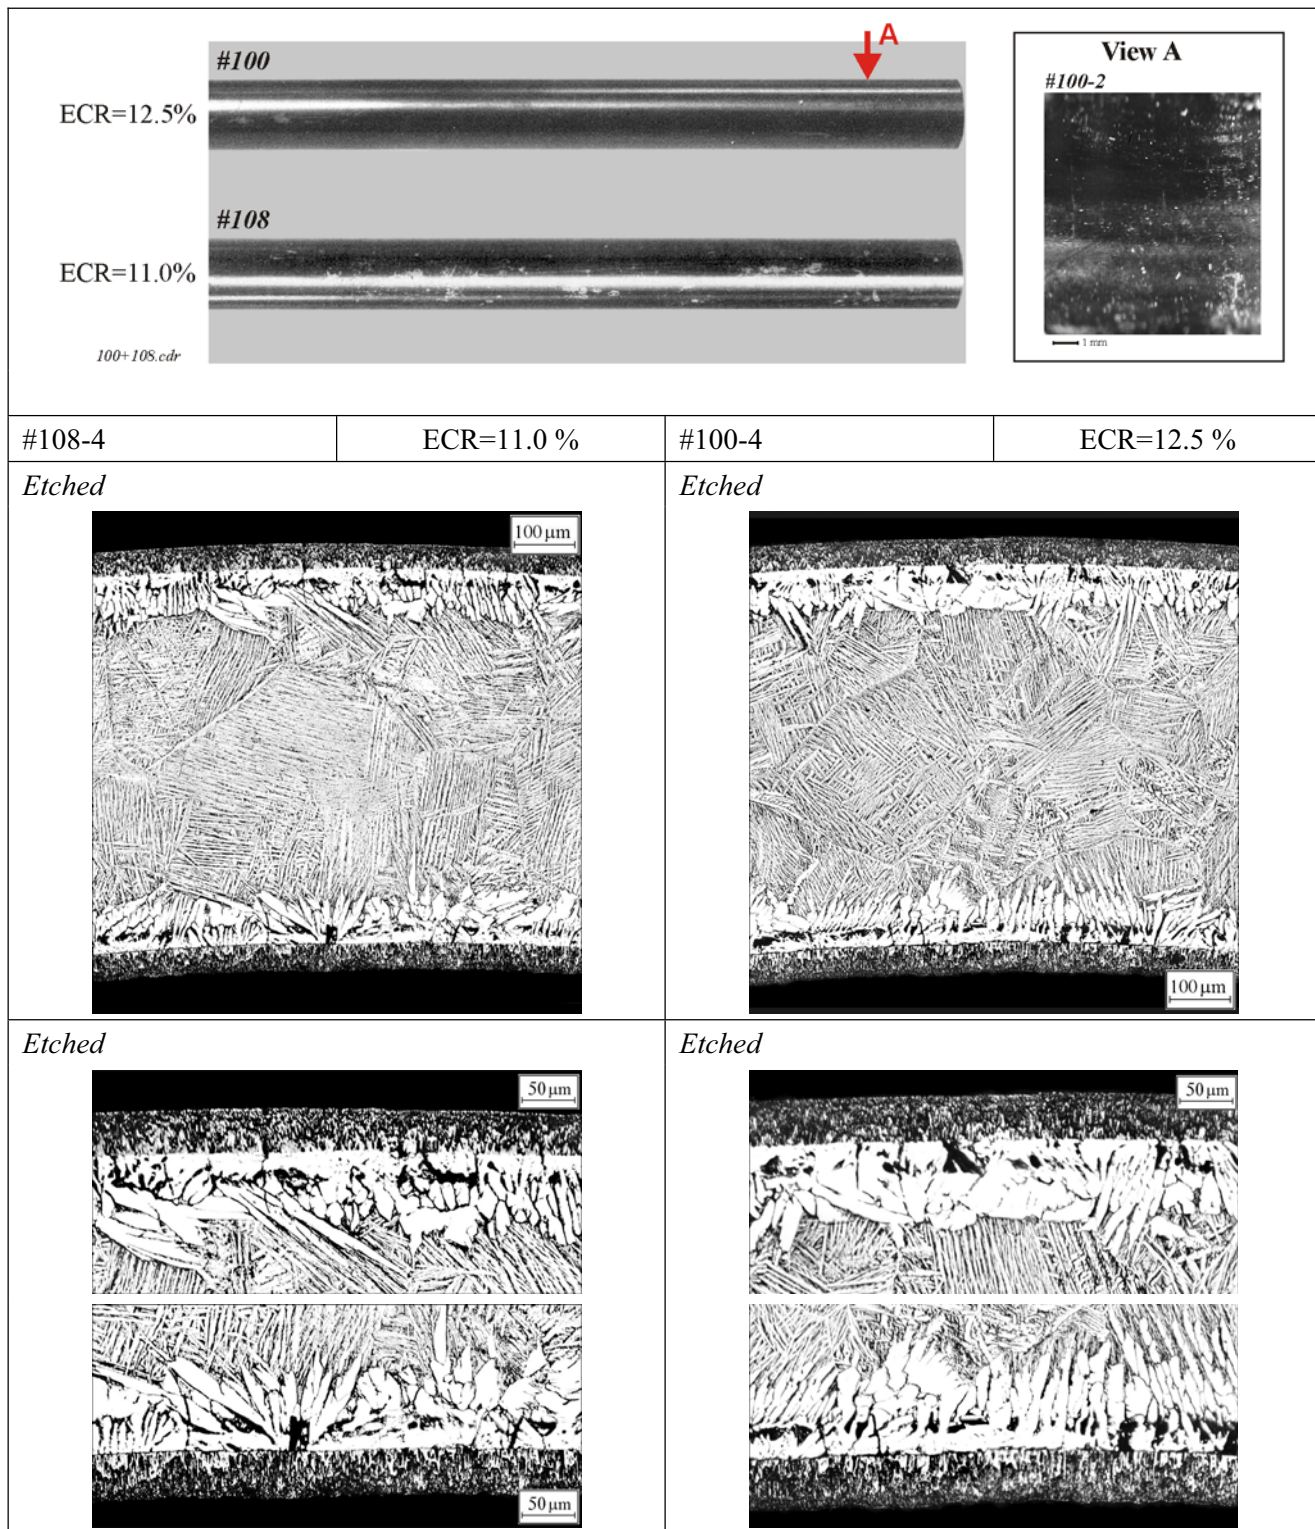 A
#100
ECR=12.5%
#108
ECR=11.0%
100+108.cdr
View A
#100-2
1 mm
#108-4
ECR=11.0 %
#100-4
ECR=12.5 %
Etched
Etched
100 μm
100 μm
Etched
Etched
50 μm
50 μm
50 μm